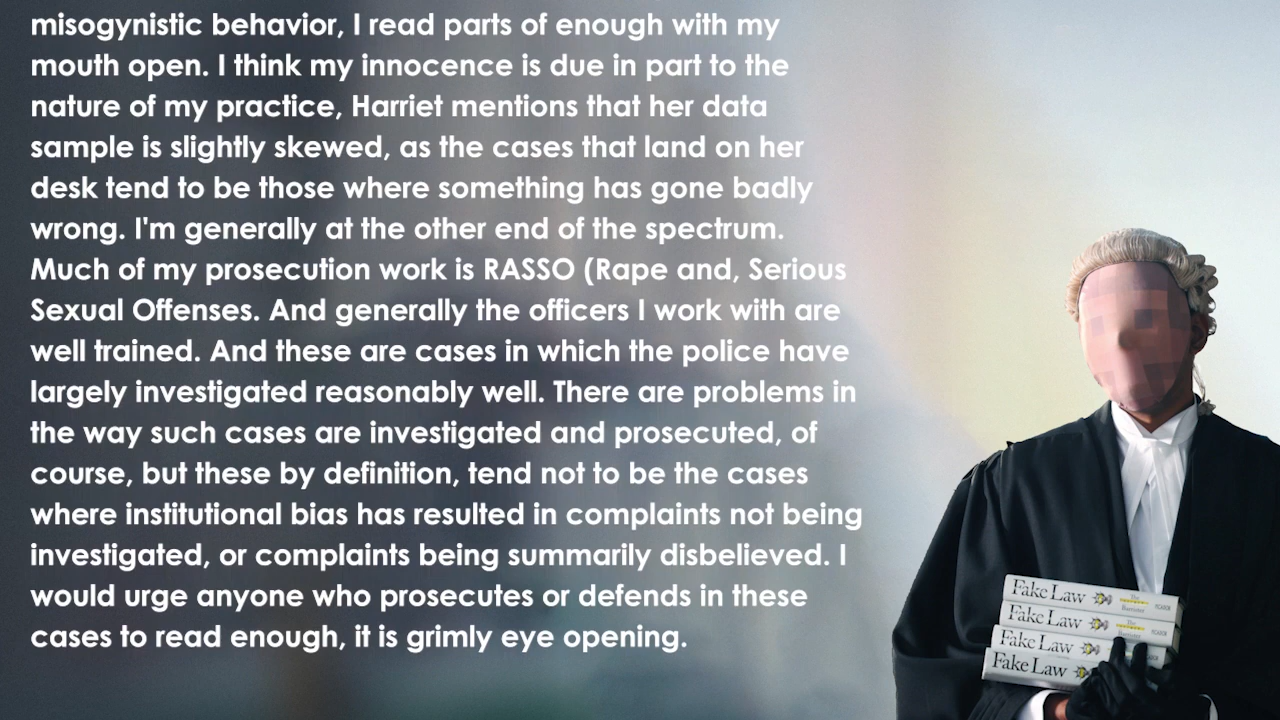 misogynistic behavior, I read parts of enough with my
mouth open. I think my innocence is due in part to the
nature of my practice, Harriet mentions that her data
sample is slightly skewed, as the cases that land on her
desk tend to be those where something has gone badly
wrong. I'm generally at the other end of the spectrum.
Much of my prosecution work is RASSO (Rape and, Serious
Sexual Offenses. And generally the officers I work with are
well trained. And these are cases in which the police have
largely investigated reasonably well. There are problems in
the way such cases are investigated and prosecuted, of
course, but these by definition, tend not to be the cases
where institutional bias has resulted in complaints not being
investigated, or complaints being summarily disbelieved. I
would urge anyone who prosecutes or defends in these
cases to read enough, it is grimly eye opening.
Fake Law
Fake Law
Fake Law
Fake Law